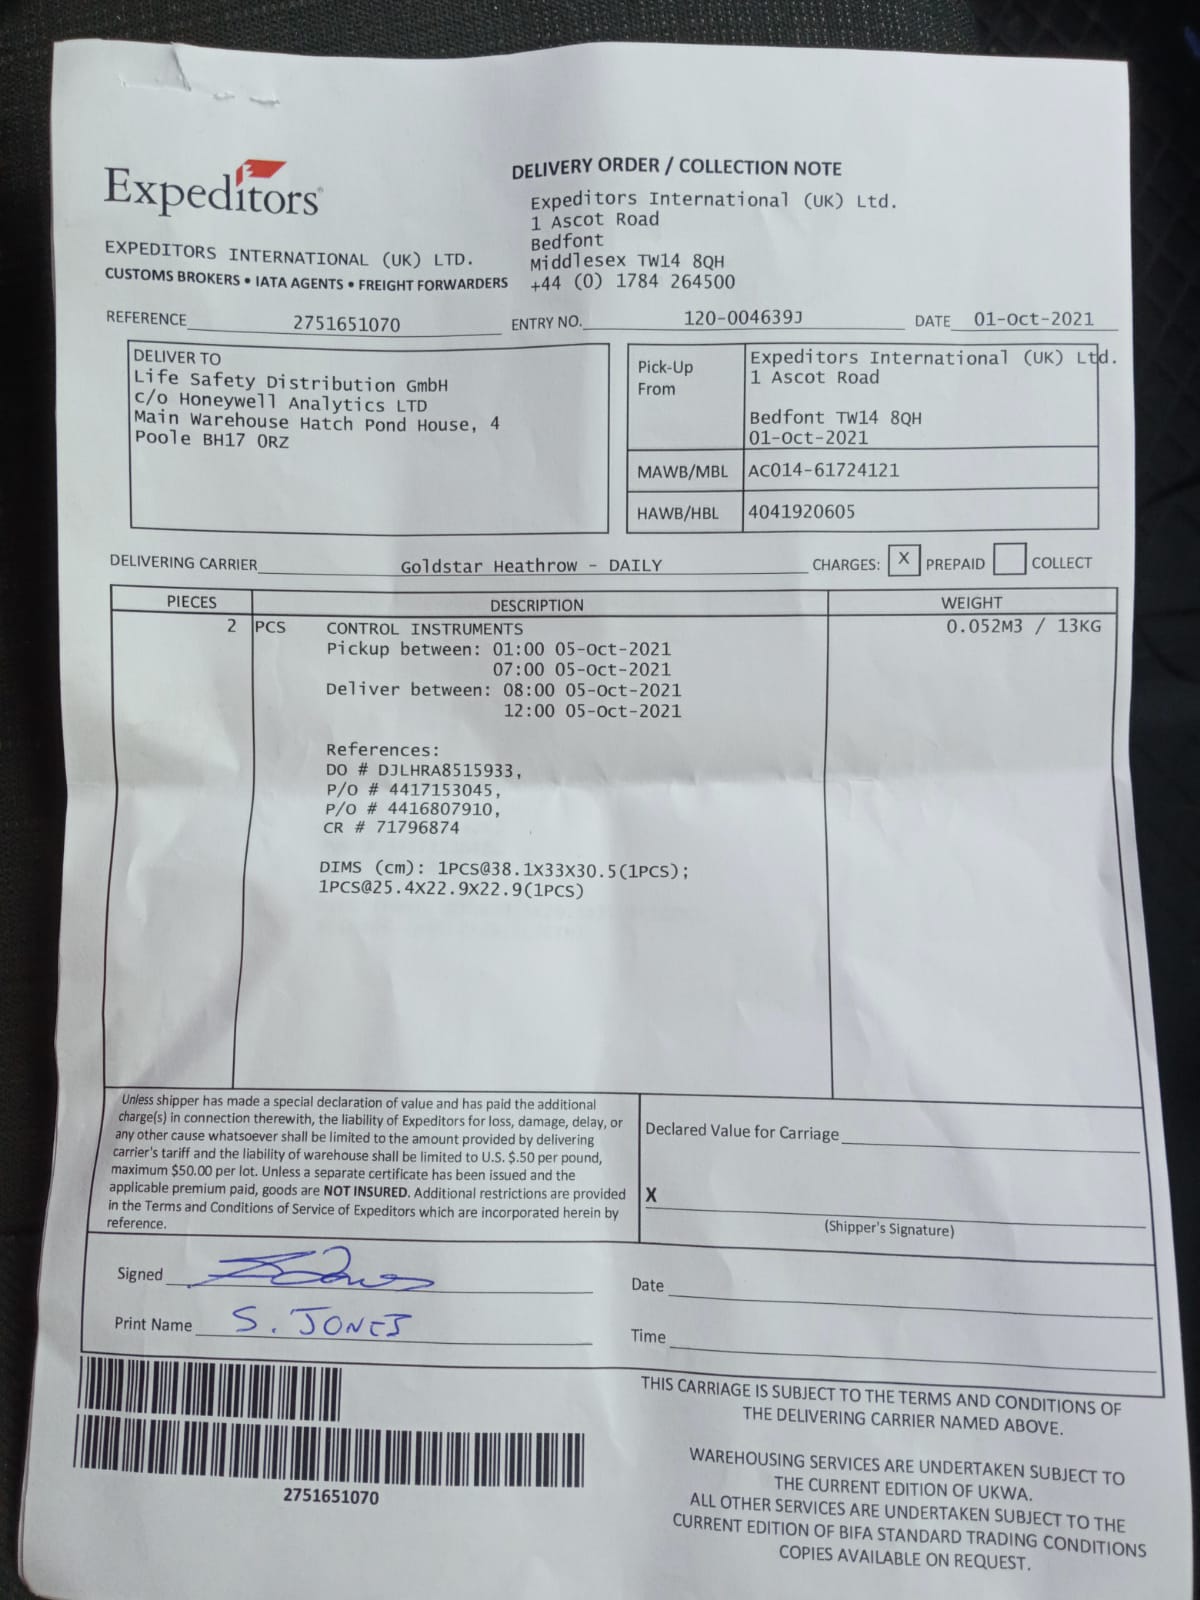 Expeditors
EXPEDITORS INTERNATIONAL (UK) LTD.
CUSTOMS BROKERS • IATA AGENTS • FREIGHT FORWARDERS
DELIVERY ORDER / COLLECTION NOTE
Expeditors International (UK) Ltd.
1 Ascot Road
Bedfont
Middlesex TW14 8QH
+44 (0) 1784 264500
REFERENCE 2751651070 ENTRY NO. 120-004639J DATE 01-Oct-2021
DELIVER TO
Life Safety Distribution GmbH
c/o Honeywell Analytics LTD
Main Warehouse Hatch Pond House, 4
Poole BH17 0RZ
Pick-Up From
Expeditors International (UK) Ltd.
1 Ascot Road
Bedfont TW14 8QH
01-Oct-2021
MAWB/MBL AC014-61724121
HAWB/HBL 4041920605
DELIVERING CARRIER Goldstar Heathrow - DAILY CHARGES: X PREPAID COLLECT
PIECES DESCRIPTION WEIGHT
2 PCS CONTROL INSTRUMENTS 0.052M3 / 13KG
Pickup between: 01:00 05-Oct-2021
07:00 05-Oct-2021
Deliver between: 08:00 05-Oct-2021
12:00 05-Oct-2021
References:
DO # DJLHRA8515933,
P/O # 4417153045,
P/O # 4416807910,
CR # 71796874
DIMS (cm): 1PCS@38.1X33X30.5(1PCS);
1PCS@25.4X22.9X22.9(1PCS)
Unless shipper has made a special declaration of value and has paid the additional
charge(s) in connection therewith, the liability of Expeditors for loss, damage, delay, or
any other cause whatsoever shall be limited to the amount provided by delivering
carrier's tariff and the liability of warehouse shall be limited to U.S. $.50 per pound,
maximum $50.00 per lot. Unless a separate certificate has been issued and the
applicable premium paid, goods are NOT INSURED. Additional restrictions are provided
in the Terms and Conditions of Service of Expeditors which are incorporated herein by
reference.
Declared Value for Carriage
X
(Shipper's Signature)
Signed
Print Name S. JONES
Date
Time
2751651070
THIS CARRIAGE IS SUBJECT TO THE TERMS AND CONDITIONS OF
THE DELIVERING CARRIER NAMED ABOVE.
WAREHOUSING SERVICES ARE UNDERTAKEN SUBJECT TO
THE CURRENT EDITION OF UKWA.
ALL OTHER SERVICES ARE UNDERTAKEN SUBJECT TO THE
CURRENT EDITION OF BIFA STANDARD TRADING CONDITIONS
COPIES AVAILABLE ON REQUEST.